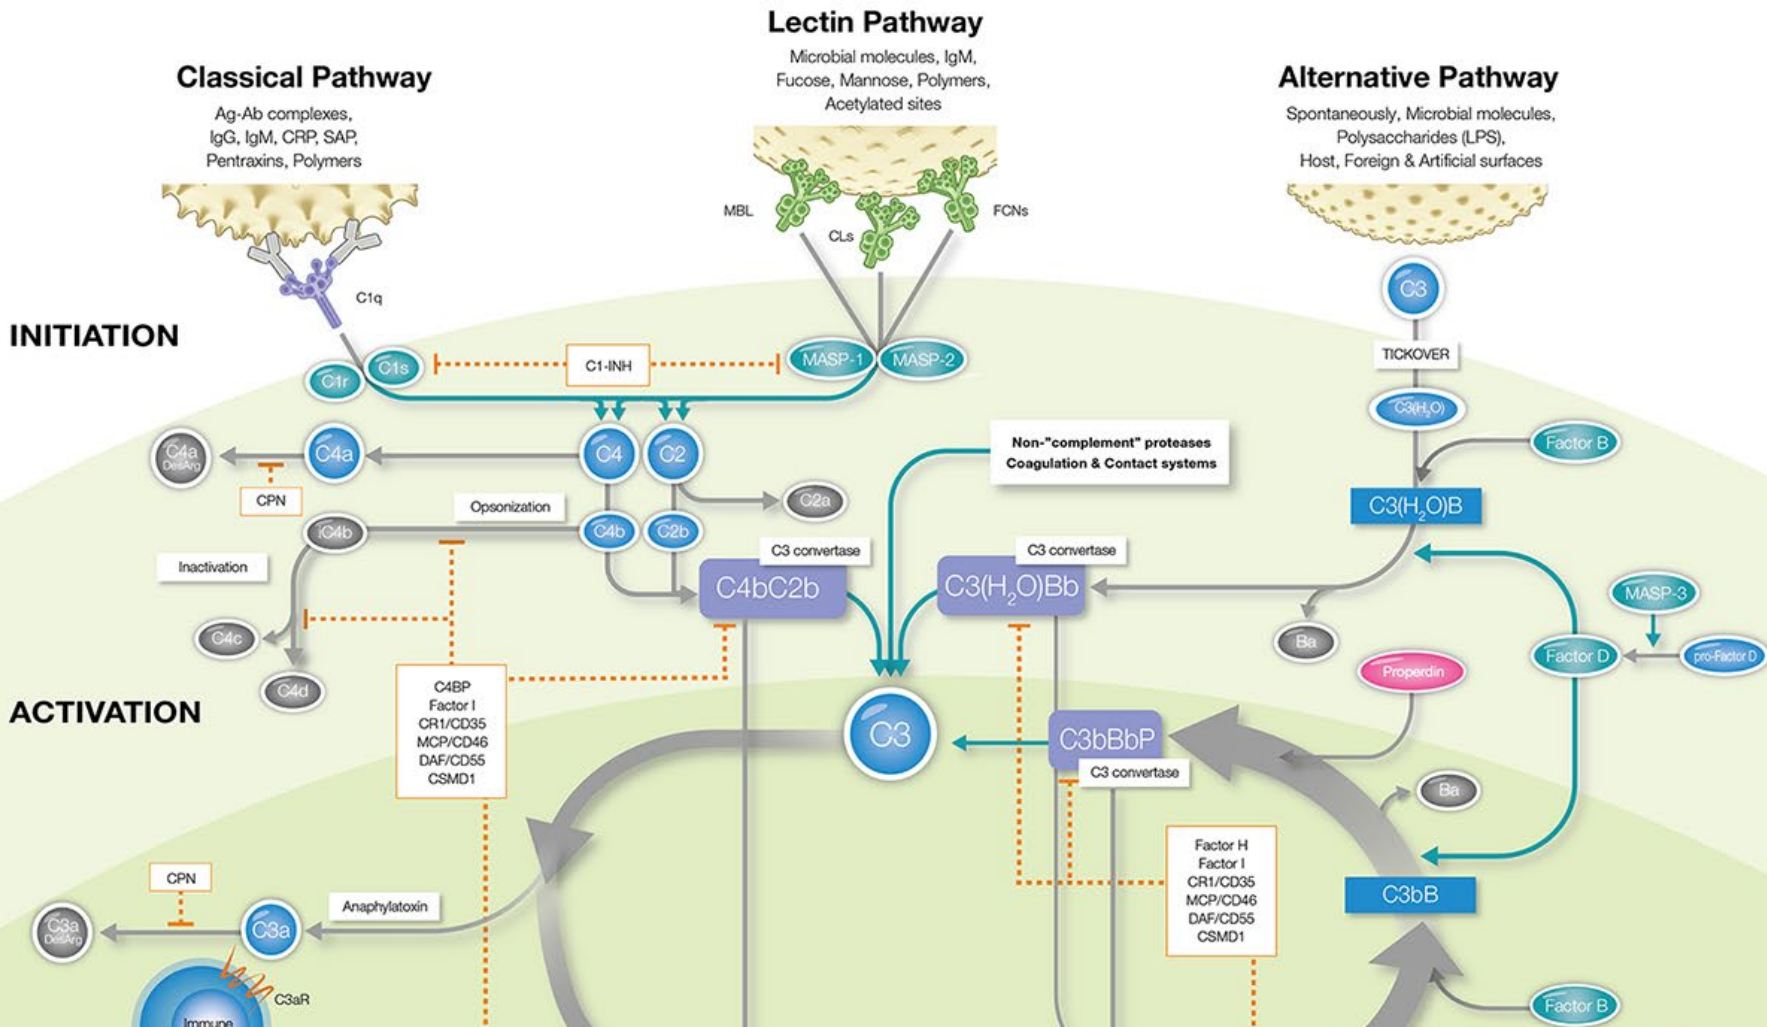 Lectin Pathway
Microbial molecules, IgM,
Fucose, Mannose, Polymers,
Acetylated sites
Classical Pathway
Ag-Ab complexes,
IgG, IgM, CRP, SAP,
Pentraxins, Polymers
Alternative Pathway
Spontaneously, Microbial molecules,
Polysaccharides (LPS),
Host, Foreign & Artificial surfaces
MBL
CLs
FCNs
C1q
C3
INITIATION
TICKOVER
C1r
C1s
C1-INH
MASP-1
MASP-2
C3(H₂O)
Factor B
C4a
DesArg
C4a
C4
C2
Non-"complement" proteases
Coagulation & Contact systems
CPN
Opsonization
C2a
C3(H₂O)B
iC4b
C4b
C2b
C3 convertase
C3 convertase
Inactivation
C4bC2b
C3(H₂O)Bb
MASP-3
C4c
Ba
Factor D
pro-Factor D
Properdin
C4d
C4BP
Factor I
CR1/CD35
MCP/CD46
DAF/CD55
CSMD1
ACTIVATION
C3
C3bBbP
C3 convertase
Ba
Factor H
Factor I
CR1/CD35
MCP/CD46
DAF/CD55
CSMD1
C3bB
CPN
Anaphylatoxin
C3a
DesArg
C3a
C3aR
Factor B
Immune